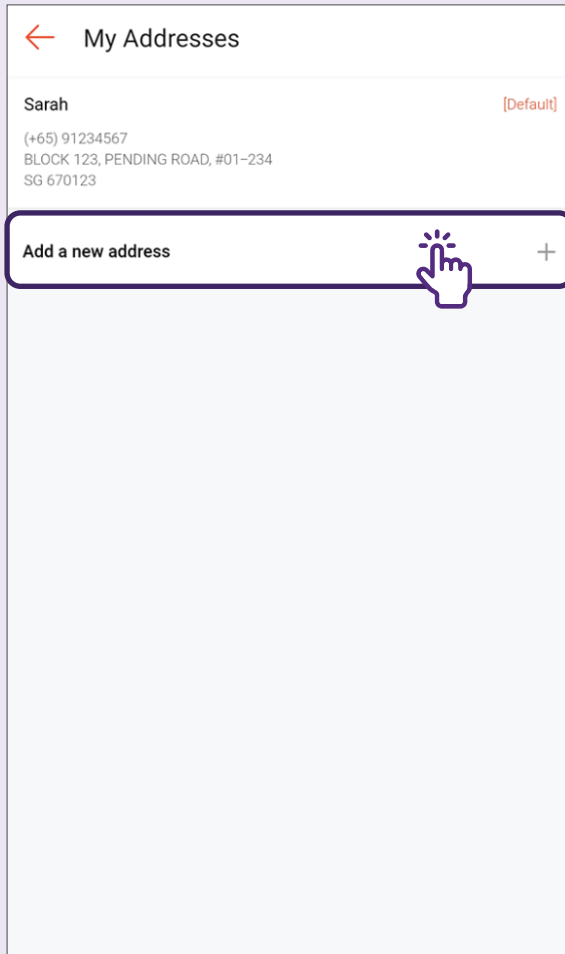 My Addresses
Sarah [Default]
(+65) 91234567
BLOCK 123, PENDING ROAD, #01–234
SG 670123
Add a new address